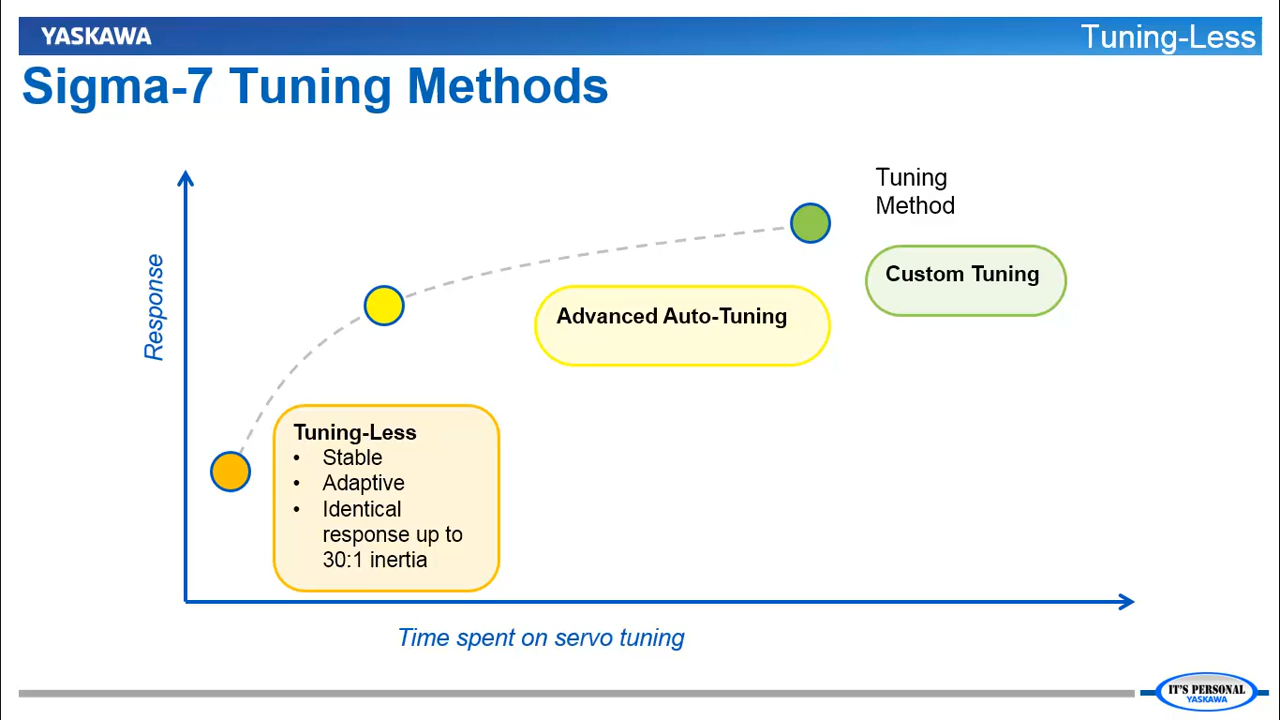 YASKAWA
Tuning-Less
Sigma-7 Tuning Methods
Tuning
Method
Response
Custom Tuning
Advanced Auto-Tuning
Tuning-Less
• Stable
• Adaptive
• Identical
response up to
30:1 inertia
Time spent on servo tuning
IT'S PERSONAL
YASKAWA